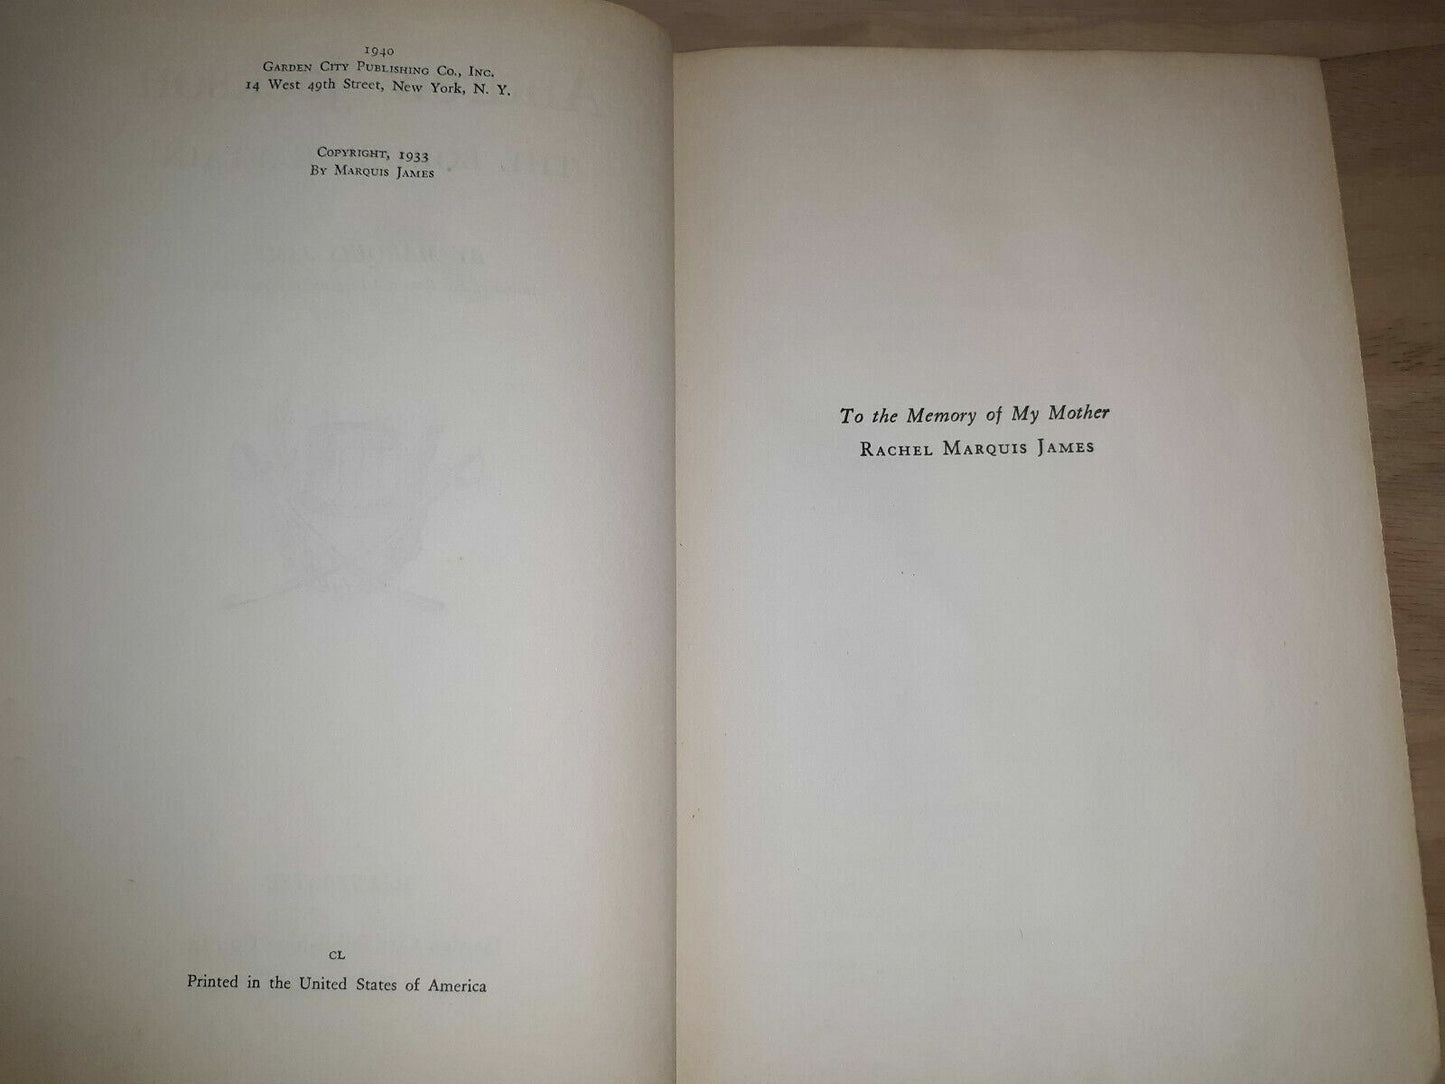 1940
Garden City Publishing Co., Inc.
14 West 49th Street, New York, N. Y.
Copyright, 1933
By Marquis James
CL
Printed in the United States of America
To the Memory of My Mother
Rachel Marquis James